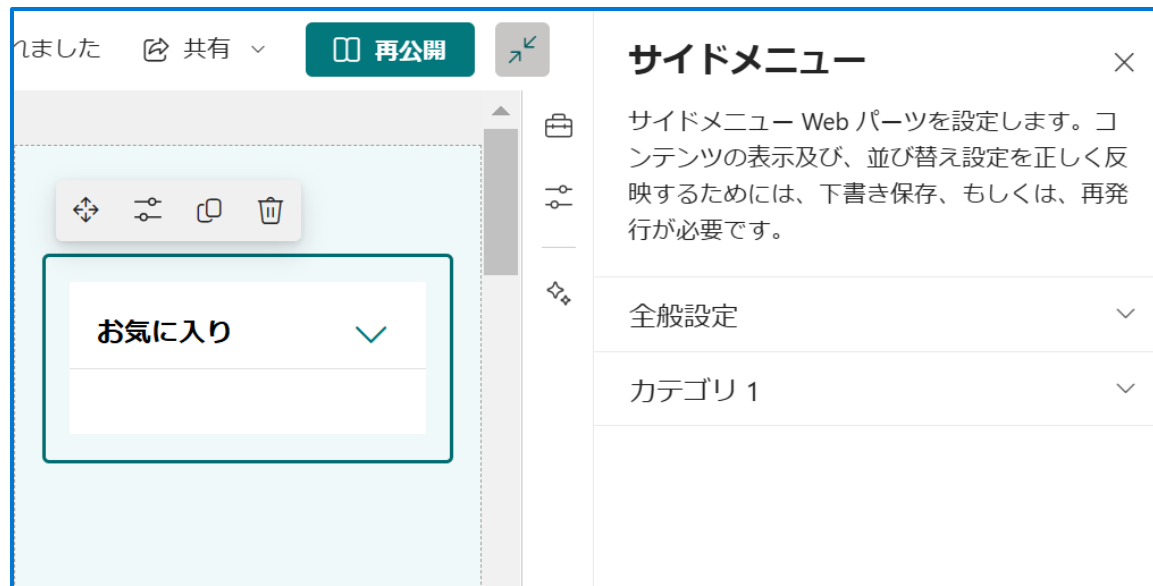 れました
共有
再公開
お気に入り
サイドメニュー
サイドメニュー Web パーツを設定します。コ
ンテンツの表示及び、並び替え設定を正しく反
映するためには、下書き保存、もしくは、再発
行が必要です。
全般設定
カテゴリ 1